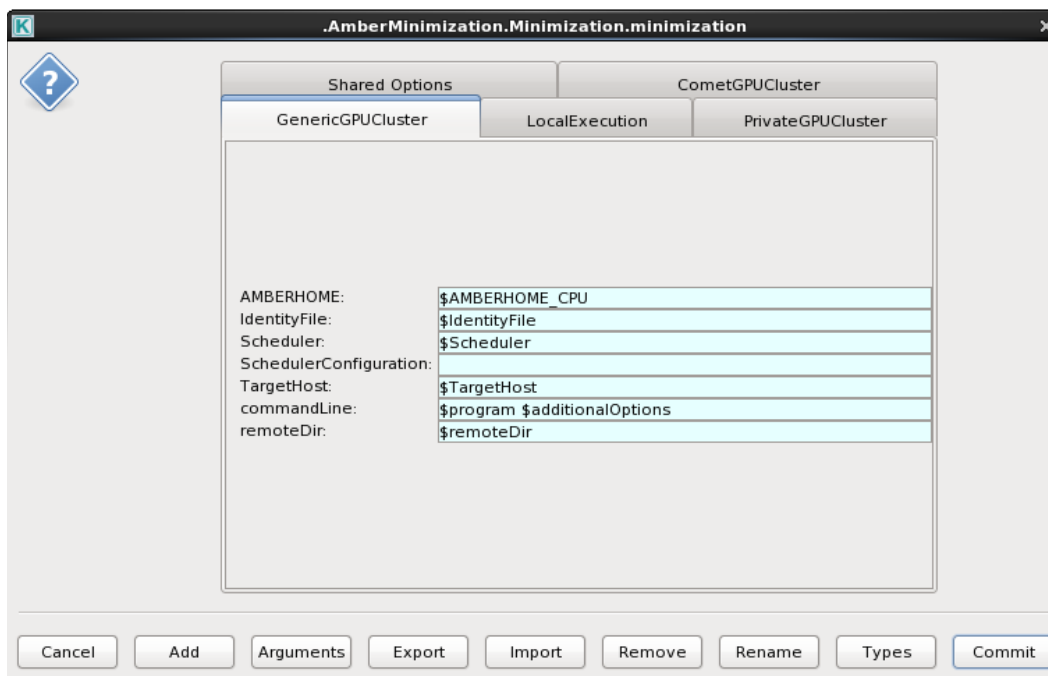 K
.AmberMinimization.Minimization.minimization
?
Shared Options
CometGPUCluster
GenericGPUCluster
LocalExecution
PrivateGPUCluster
AMBERHOME: $AMBERHOME_CPU
IdentityFile: $IdentityFile
Scheduler: $Scheduler
SchedulerConfiguration:
TargetHost: $TargetHost
commandLine: $program $additionalOptions
remoteDir: $remoteDir
Cancel Add Arguments Export Import Remove Rename Types Commit